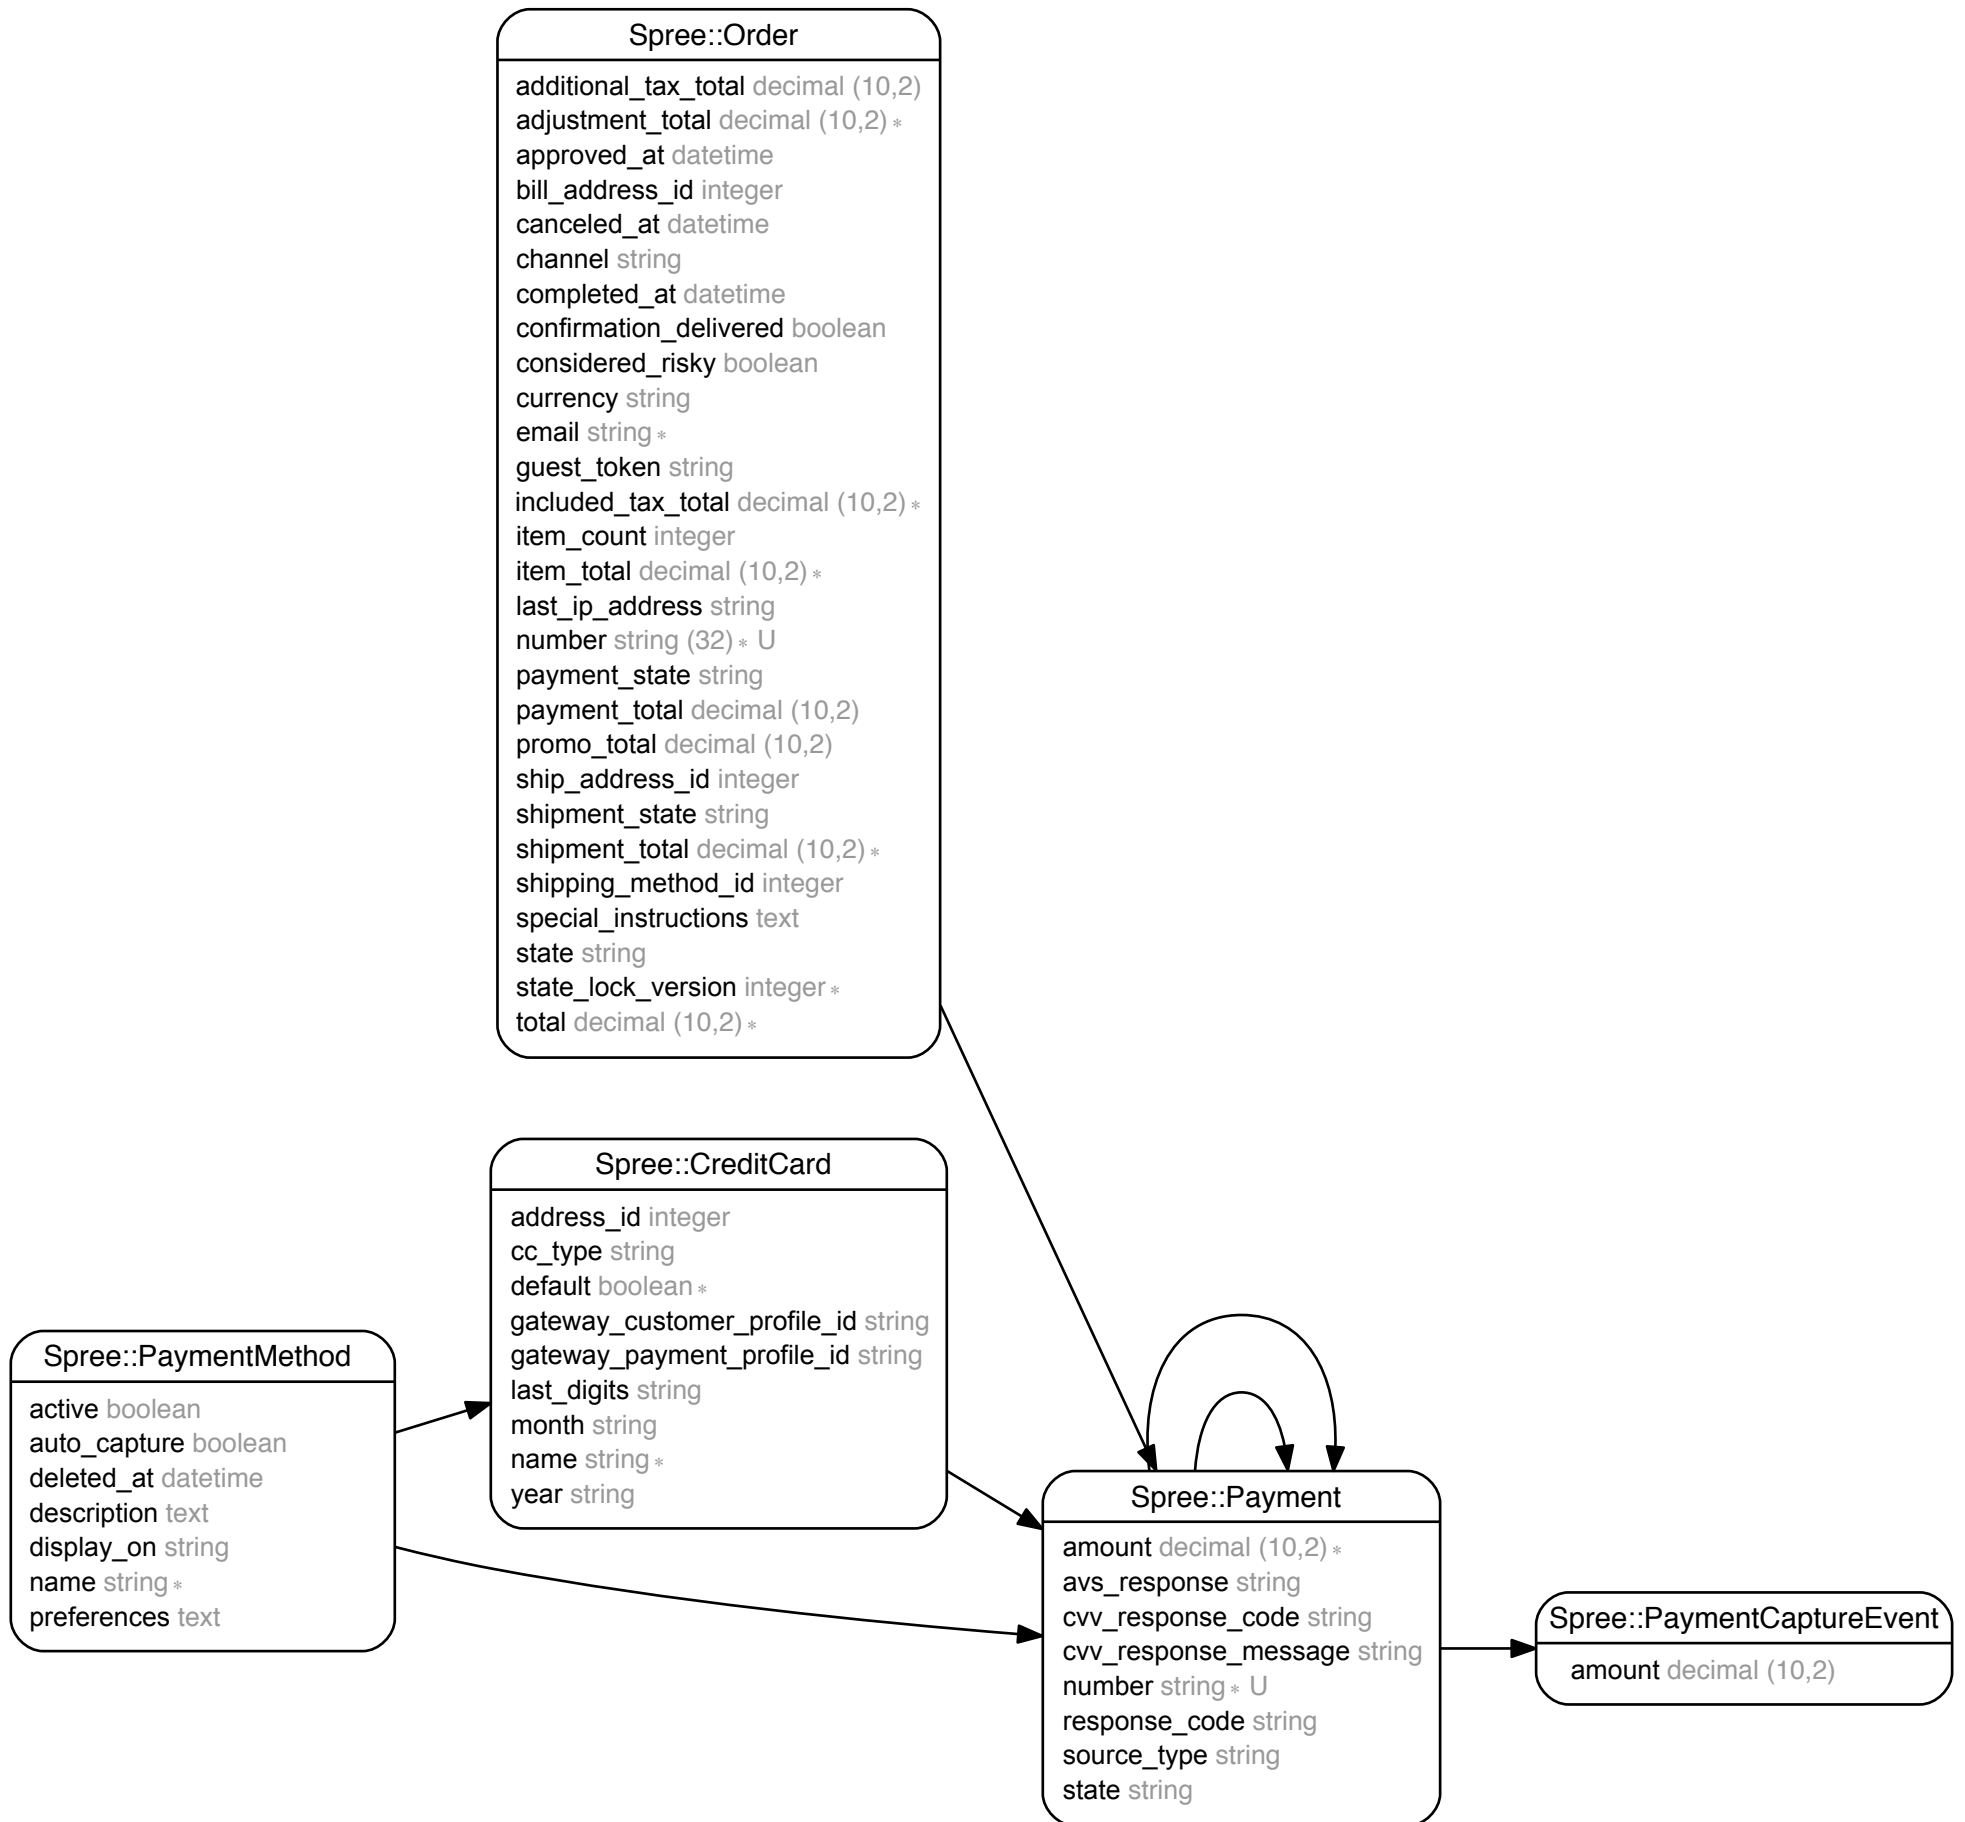 Spree::Order
additional_tax_total decimal (10,2)
adjustment_total decimal (10,2) ∗
approved_at datetime
bill_address_id integer
canceled_at datetime
channel string
completed_at datetime
confirmation_delivered boolean
considered_risky boolean
currency string
email string ∗
guest_token string
included_tax_total decimal (10,2) ∗
item_count integer
item_total decimal (10,2) ∗
last_ip_address string
number string (32) ∗ U
payment_state string
payment_total decimal (10,2)
promo_total decimal (10,2)
ship_address_id integer
shipment_state string
shipment_total decimal (10,2) ∗
shipping_method_id integer
special_instructions text
state string
state_lock_version integer ∗
total decimal (10,2) ∗
Spree::CreditCard
address_id integer
cc_type string
default boolean ∗
gateway_customer_profile_id string
gateway_payment_profile_id string
last_digits string
month string
name string ∗
year string
Spree::PaymentMethod
active boolean
auto_capture boolean
deleted_at datetime
description text
display_on string
name string ∗
preferences text
Spree::Payment
amount decimal (10,2) ∗
avs_response string
cvv_response_code string
cvv_response_message string
number string ∗ U
response_code string
source_type string
state string
Spree::PaymentCaptureEvent
amount decimal (10,2)